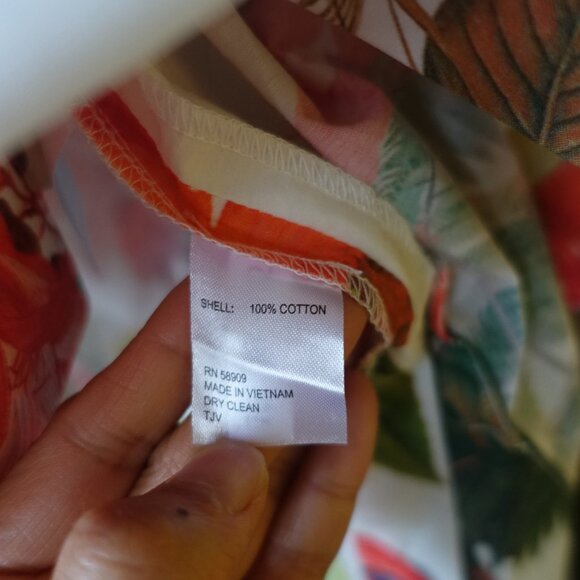 SHELL: 100% COTTON
RN 58909
MADE IN VIETNAM
DRY CLEAN
TJV